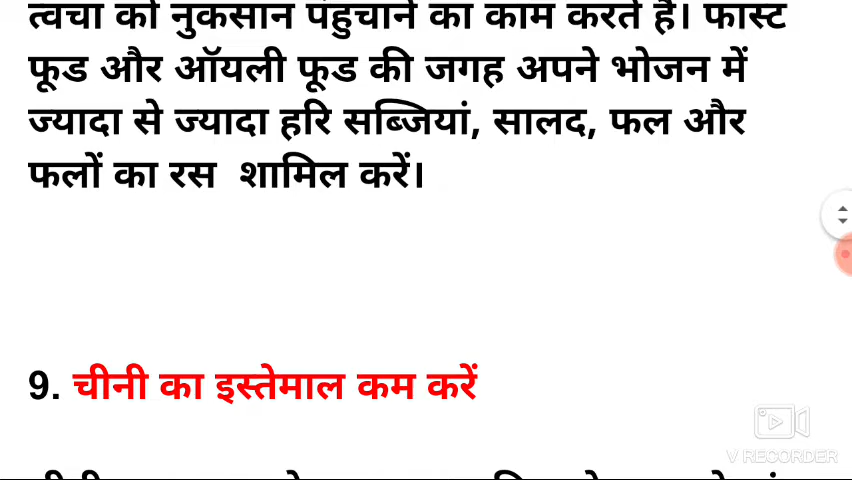 त्वचा को नुकसान पहुंचाने का काम करते है। फास्ट
फूड और ऑयली फूड की जगह अपने भोजन में
ज्यादा से ज्यादा हरि सब्जियां, सालद, फल और
फलों का रस शामिल करें।
9. चीनी का इस्तेमाल कम करें
V RECORDER